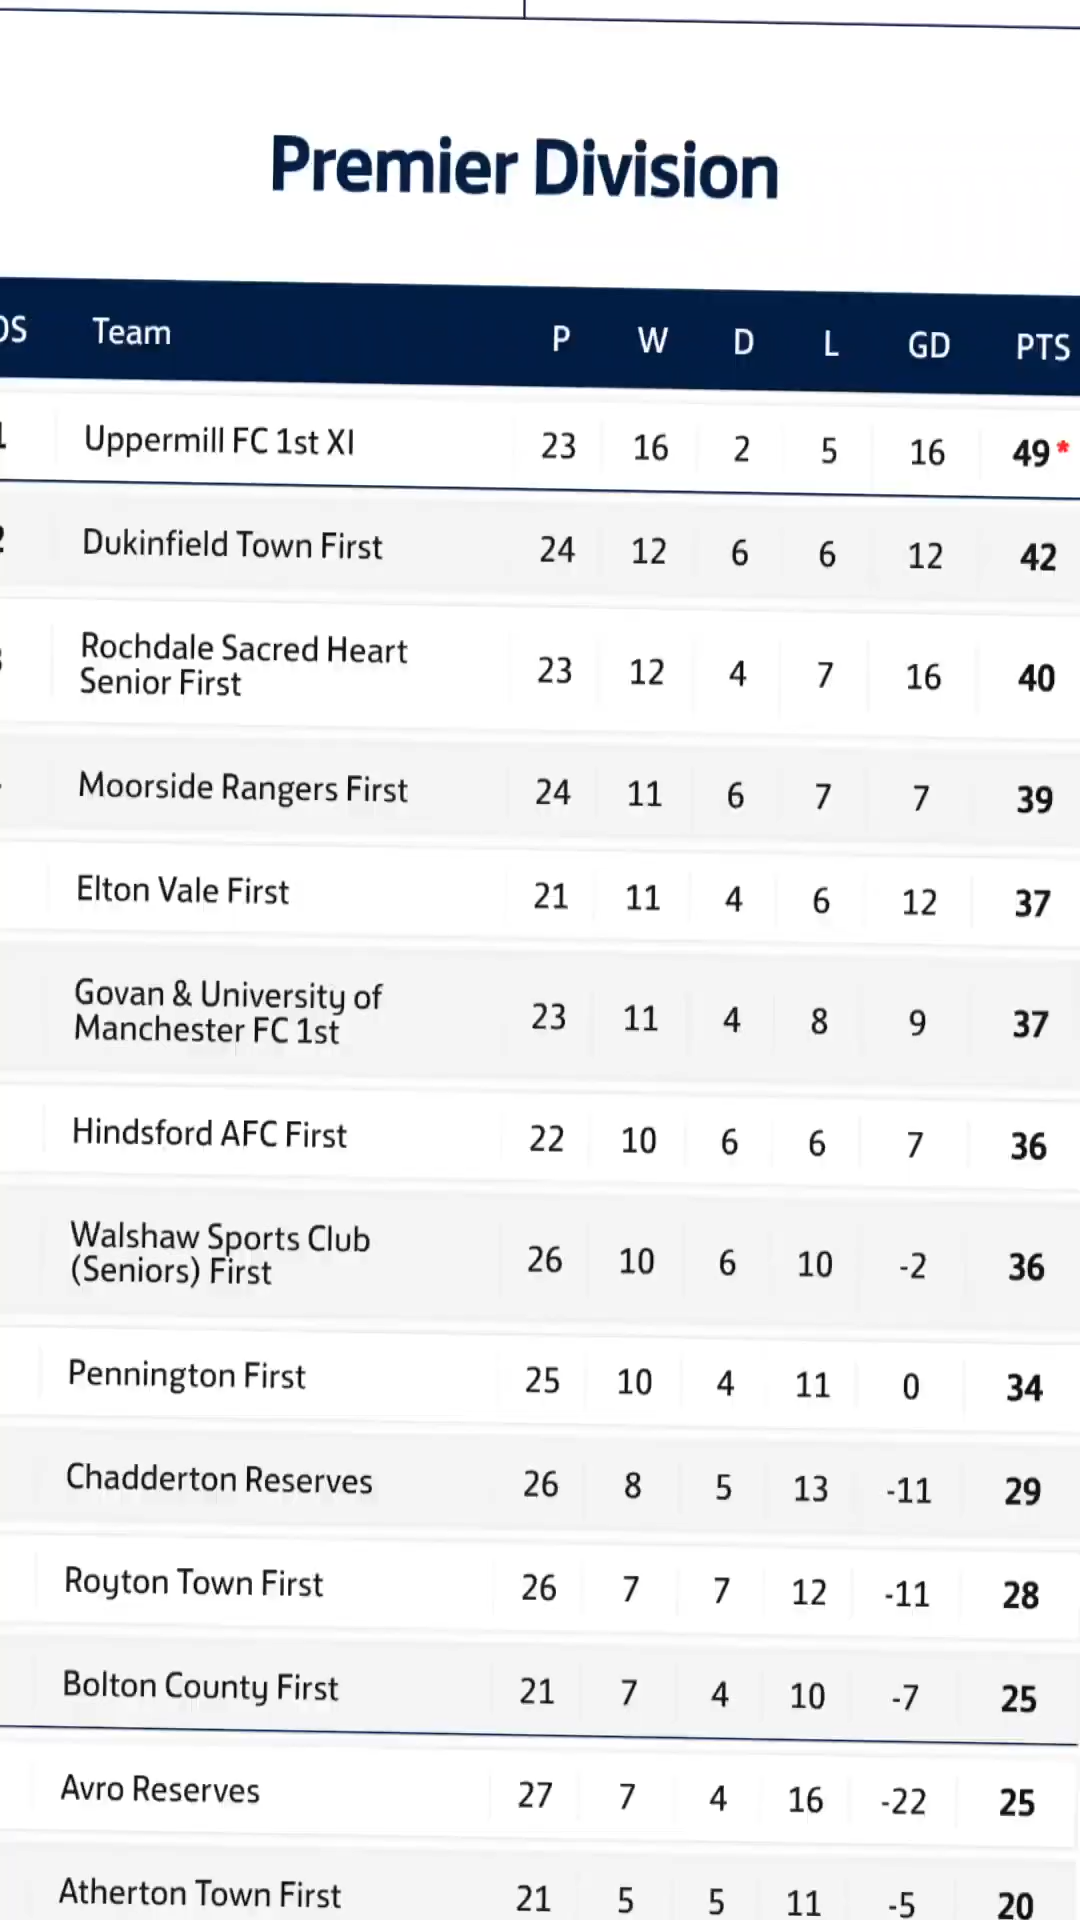 Premier Division
OS Team P W D L GD PTS
1 Uppermill FC 1st XI 23 16 2 5 16 49*
2 Dukinfield Town First 24 12 6 6 12 42
Rochdale Sacred Heart
Senior First 23 12 4 7 16 40
Moorside Rangers First 24 11 6 7 7 39
Elton Vale First 21 11 4 6 12 37
Govan & University of
Manchester FC 1st 23 11 4 8 9 37
Hindsford AFC First 22 10 6 6 7 36
Walshaw Sports Club
(Seniors) First 26 10 6 10 -2 36
Pennington First 25 10 4 11 0 34
Chadderton Reserves 26 8 5 13 -11 29
Royton Town First 26 7 7 12 -11 28
Bolton County First 21 7 4 10 -7 25
Avro Reserves 27 7 4 16 -22 25
Atherton Town First 21 5 5 11 -5 20